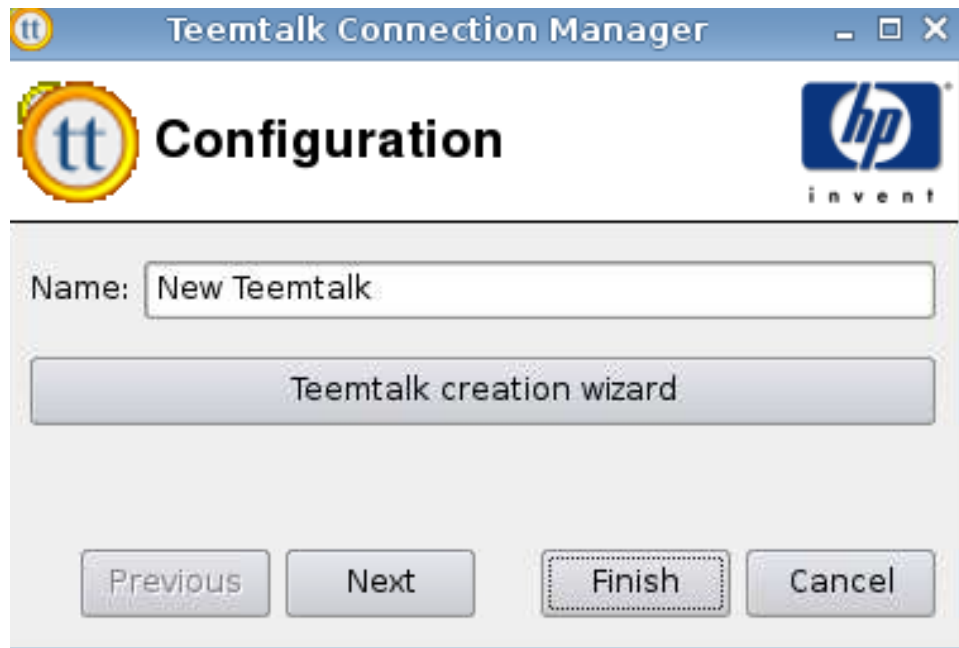 tt Teemtalk Connection Manager
tt Configuration hp
invent
Name: New Teemtalk
Teemtalk creation wizard
Previous Next Finish Cancel